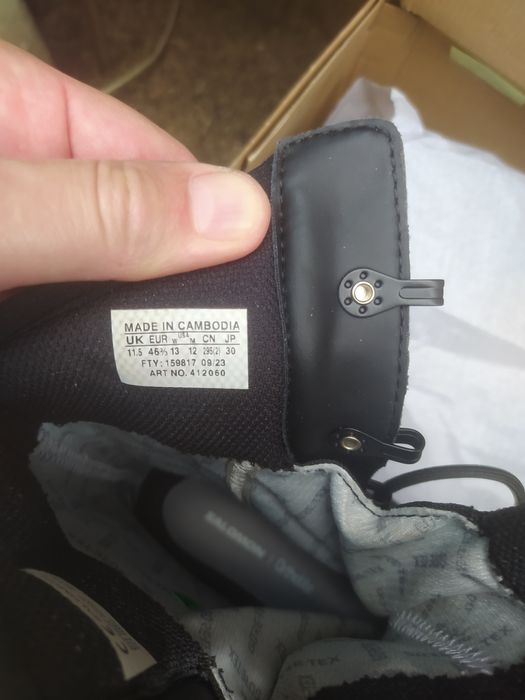 MADE IN CAMBODIA
UK EUR W USA M CN JP
11.5 46⅔ 13 12 295(2) 30
FTY: 159817 09/23
ART NO. 412060
SALOMON